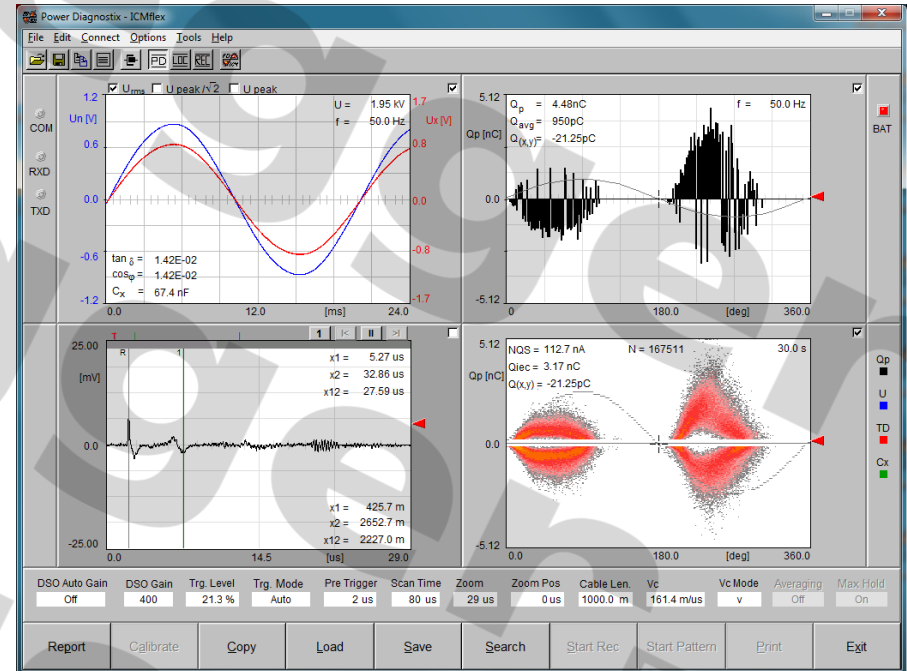 Power Diagnostix - ICMflex
File Edit Connect Options Tools Help
PD LOC REC
COM
RXD
TXD
Urms U peak /√2 U peak
1.2
Un [V]
0.6
0.0
-0.6
-1.2
U = 1.95 kV
f = 50.0 Hz
1.7
Ux [V]
0.8
0.0
-0.8
-1.7
tan δ = 1.42E-02
cosφ = 1.42E-02
Cx = 67.4 nF
0.0 12.0 [ms] 24.0
5.12
Qp [nC]
0.0
-5.12
Qp = 4.48nC
Qavg = 950pC
Q(x,y)= -21.25pC
f = 50.0 Hz
0 180.0 [deg] 360.0
BAT
1 |< II >|
T
25.00
[mV]
0.0
-25.00
R 1
x1 = 5.27 us
x2 = 32.86 us
x12 = 27.59 us
x1 = 425.7 m
x2 = 2652.7 m
x12 = 2227.0 m
0.0 14.5 [us] 29.0
5.12
Qp [nC]
0.0
-5.12
NQS = 112.7 nA N = 167511 30.0 s
Qiec = 3.17 nC
Q(x,y) = -21.25pC
0.0 180.0 [deg] 360.0
Qp
U
TD
Cx
DSO Auto Gain DSO Gain Trg. Level Trg. Mode Pre Trigger Scan Time Zoom Zoom Pos Cable Len. Vc Vc Mode Averaging Max Hold
Off 400 21.3 % Auto 2 us 80 us 29 us 0 us 1000.0 m 161.4 m/us v Off On
Report Calibrate Copy Load Save Search Start Rec Start Pattern Print Exit